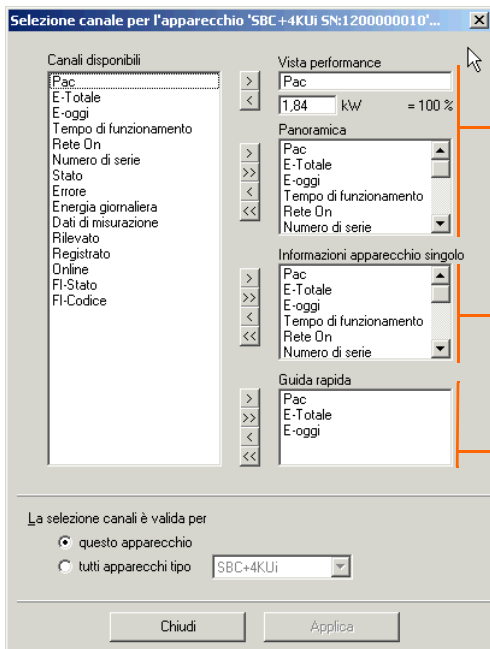 Selezione canale per l'apparecchio 'SBC+4KUi SN:1200000010'...
Canali disponibili
Pac
E-Totale
E-oggi
Tempo di funzionamento
Rete On
Numero di serie
Stato
Errore
Energia giornaliera
Dati di misurazione
Rilevato
Registrato
Online
FI-Stato
FI-Codice
>
<
>
>>
<
<<
>
>>
<
<<
>
>>
<
<<
Vista performance
Pac
1,84 kW = 100 %
Panoramica
Pac
E-Totale
E-oggi
Tempo di funzionamento
Rete On
Numero di serie
Informazioni apparecchio singolo
Pac
E-Totale
E-oggi
Tempo di funzionamento
Rete On
Numero di serie
Guida rapida
Pac
E-Totale
E-oggi
La selezione canali è valida per
questo apparecchio
tutti apparecchi tipo SBC+4KUi
Chiudi Applica